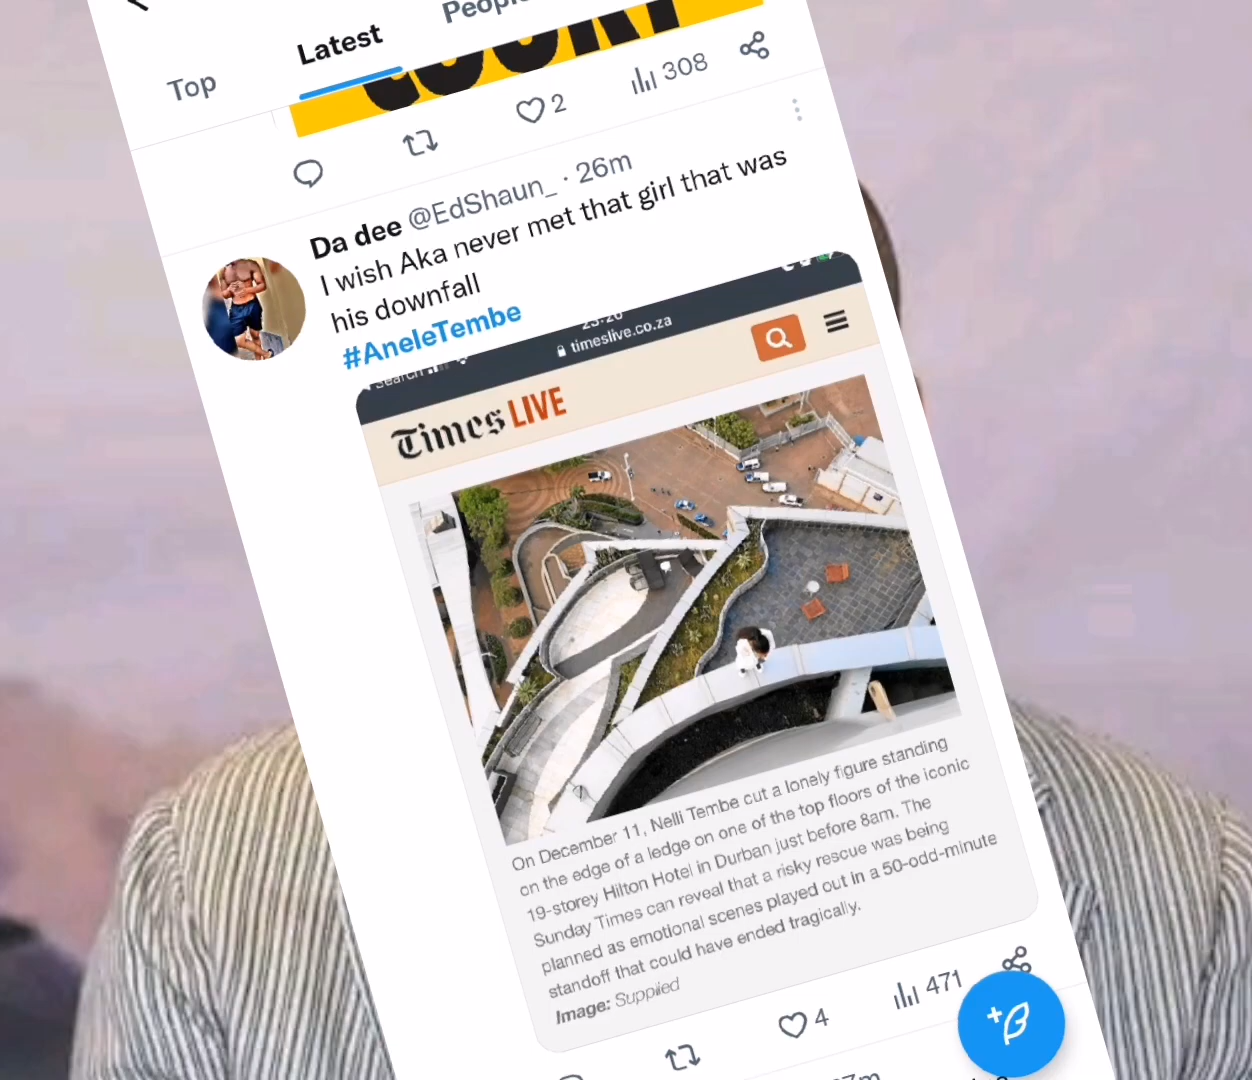 Top
Latest
2
308
Da dee @EdShaun_ · 26m
I wish Aka never met that girl that was
his downfall
#AneleTembe
Search
23:20
timeslive.co.za
Times LIVE
On December 11, Nelli Tembe cut a lonely figure standing
on the edge of a ledge on one of the top floors of the iconic
19-storey Hilton Hotel in Durban just before 8am. The
Sunday Times can reveal that a risky rescue was being
planned as emotional scenes played out in a 50-odd-minute
standoff that could have ended tragically.
Image: Supplied
4
471